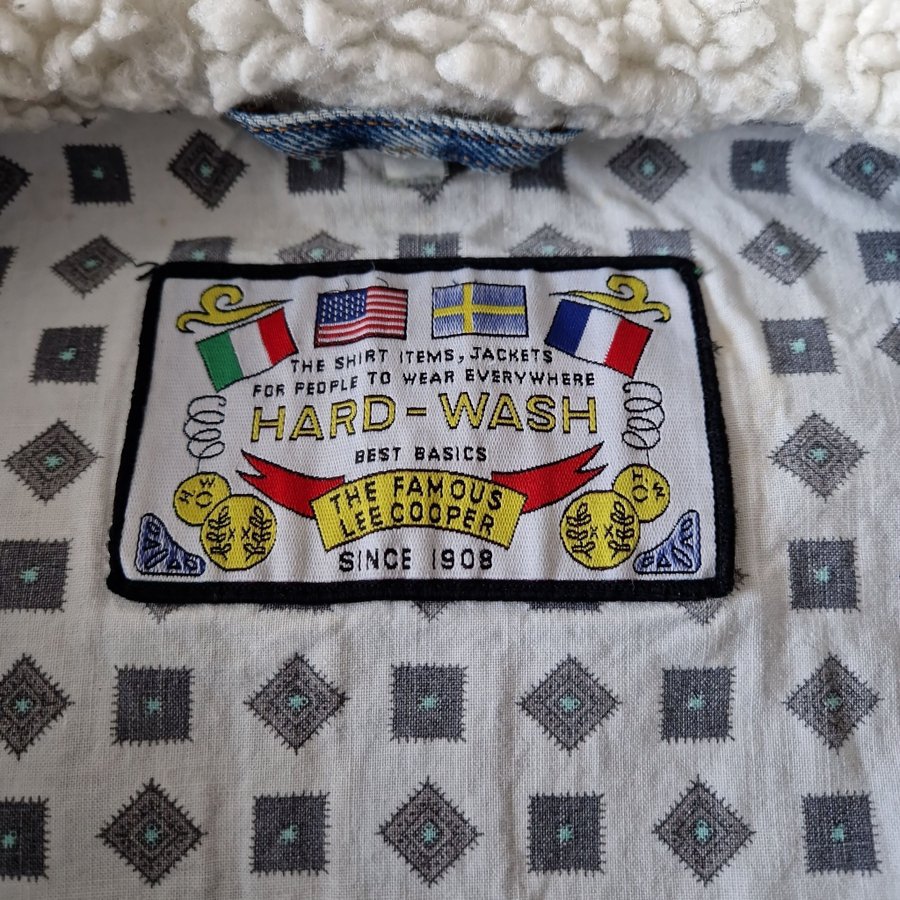 THE SHIRT ITEMS, JACKETS
FOR PEOPLE TO WEAR EVERYWHERE
HARD-WASH
BEST BASICS
THE FAMOUS
LEE COOPER
SINCE 1908